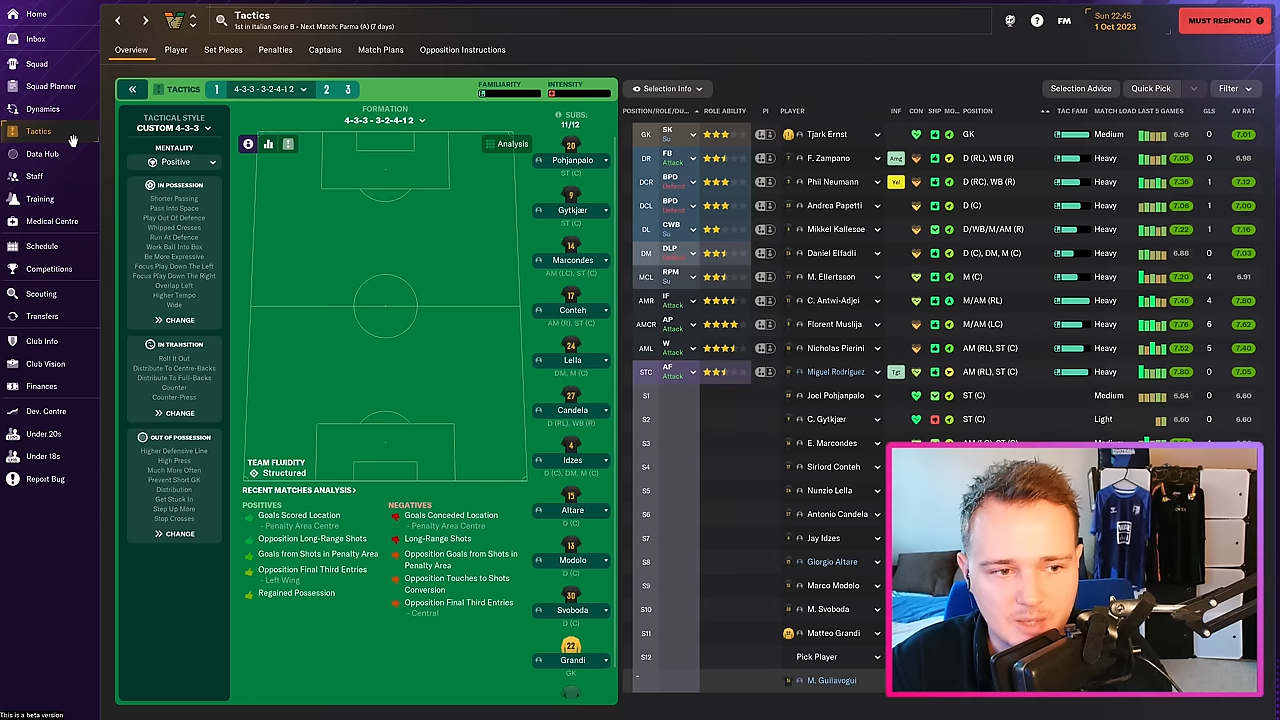 Home
Inbox
Squad
Squad Planner
Dynamics
Tactics
Data Hub
Staff
Training
Medical Centre
Schedule
Competitions
Scouting
Transfers
Club Info
Club Vision
Finances
Dev. Centre
Under 20s
Under 18s
Report Bug
This is a beta version
Tactics
1st in Italian Serie B - Next Match: Parma (A) (7 days)
FM
Sun 22:45
1 Oct 2023
MUST RESPOND
Overview Player Set Pieces Penalties Captains Match Plans Opposition Instructions
TACTICS 1 4-3-3 - 3-2-4-1 2 2 3
FAMILIARITY INTENSITY
TACTICAL STYLE
CUSTOM 4-3-3
MENTALITY
Positive
IN POSSESSION
Shorter Passing
Pass Into Space
Play Out Of Defence
Whipped Crosses
Run At Defence
Work Ball Into Box
Be More Expressive
Focus Play Down The Left
Focus Play Down The Right
Overlap Left
Higher Tempo
Wide
CHANGE
IN TRANSITION
Roll It Out
Distribute To Centre-Backs
Distribute To Full-Backs
Counter
Counter-Press
CHANGE
OUT OF POSSESSION
Higher Defensive Line
High Press
Much More Often
Prevent Short GK
Distribution
Get Stuck In
Step Up More
Stop Crosses
CHANGE
FORMATION
4-3-3 - 3-2-4-1 2
Analysis
TEAM FLUIDITY
Structured
RECENT MATCHES ANALYSIS
POSITIVES
Goals Scored Location
- Penalty Area Centre
Opposition Long-Range Shots
Goals from Shots in Penalty Area
Opposition Final Third Entries
- Left Wing
Regained Possession
NEGATIVES
Goals Conceded Location
- Penalty Area Centre
Long-Range Shots
Opposition Goals from Shots in
Penalty Area
Opposition Touches to Shots
Conversion
Opposition Final Third Entries
- Central
SUBS:
11/12
20
Pohjanpalo
ST (C)
9
Gytkjær
ST (C)
14
Marcondes
AM (LC), ST (C)
17
Conteh
AM (R), ST (C)
24
Lella
DM, M (C)
27
Candela
D (RL), WB (R)
4
Idzes
D (C), DM, M (C)
15
Altare
D (C)
13
Modolo
D (C)
30
Svoboda
D (C)
22
Grandi
GK
Selection Info
Selection Advice Quick Pick Filter
POSITION/ROLE/DU... ROLE ABILITY PI PLAYER INF CON SHP MO... POSITION TAC FAMI MATCH LOAD LAST 5 GAMES GLS AV RAT
GK SK Su Tjark Ernst GK Medium 6.96 0 7.01
DR FB Attack F. Zampano Amg D (RL), WB (R) Heavy 7.08 0 6.98
DCR BPD Defend Phil Neumann Yel D (RC), WB (R) Heavy 7.36 1 7.12
DCL BPD Defend Andrea Papetti D (C) Heavy 7.06 1 7.00
DL CWB Su D/WB/M/AM (R) Heavy 7.22 1 7.16
DM DLP D (C), DM, M (C) Heavy 6.88 0 7.03
MCL RPM Su M. Ellertsson M (C) Heavy 7.20 4 6.91
AMR IF Attack C. Antwi-Adjei M/AM (RL) Heavy 7.46 4 7.80
AMCR AP Attack Florent Muslija M/AM (LC) Heavy 7.76 6 7.62
AML W Attack Nicholas Pierini AM (RL), ST (C) Heavy 7.52 5 7.40
STC AF Attack Miguel Rodríguez Tgt AM (RL), ST (C) Heavy 7.80 0 7.05
S1 Joel Pohjanpalo ST (C) Medium 6.64 0 6.60
S2 C. Gytkjær ST (C) Light 6.60 0 6.60
S3 E. Marcondes
S4 Sirlord Conteh
S5 Nunzio Lella
S6 Antonio Candela
S7 Jay Idzes
S8 Giorgio Altare
S9 Marco Modolo
S10 M. Svoboda
S11 Matteo Grandi
S12 Pick Player
- M. Guilavogui